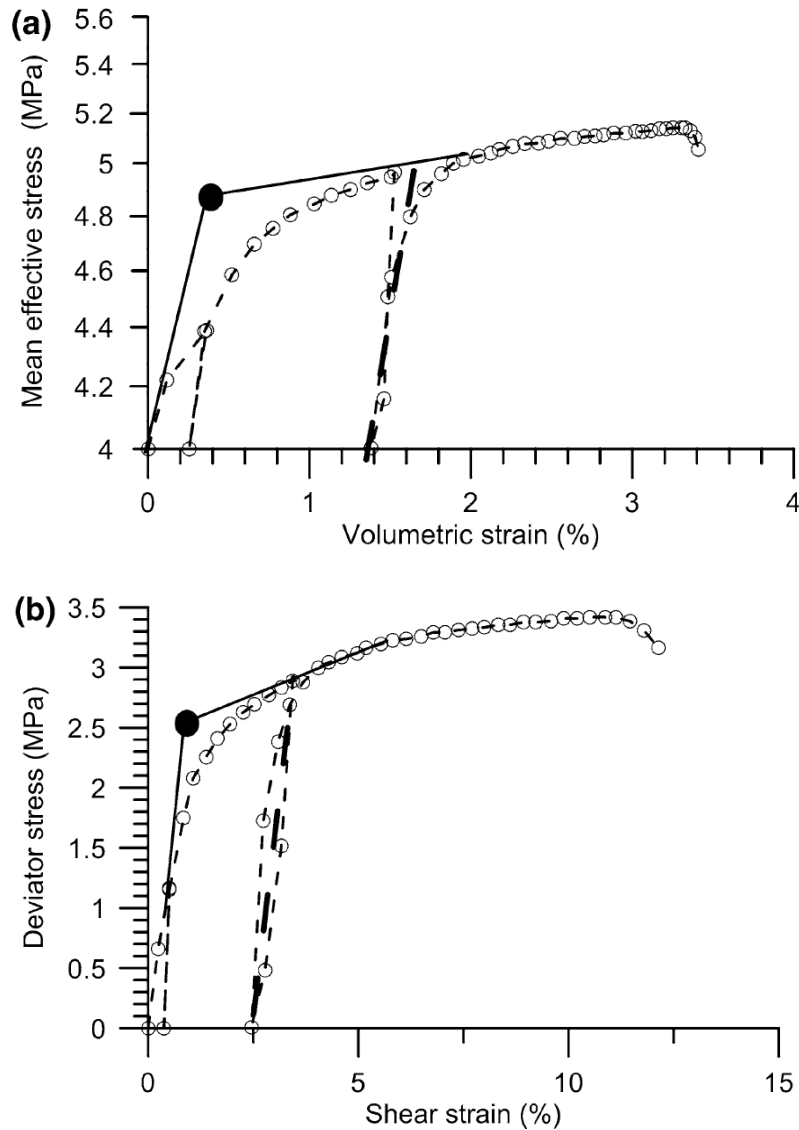 (a)
Mean effective stress (MPa)
5.6
5.4
5.2
5
4.8
4.6
4.4
4.2
4
0 1 2 3 4
Volumetric strain (%)
(b)
Deviator stress (MPa)
3.5
3
2.5
2
1.5
1
0.5
0
0 5 10 15
Shear strain (%)